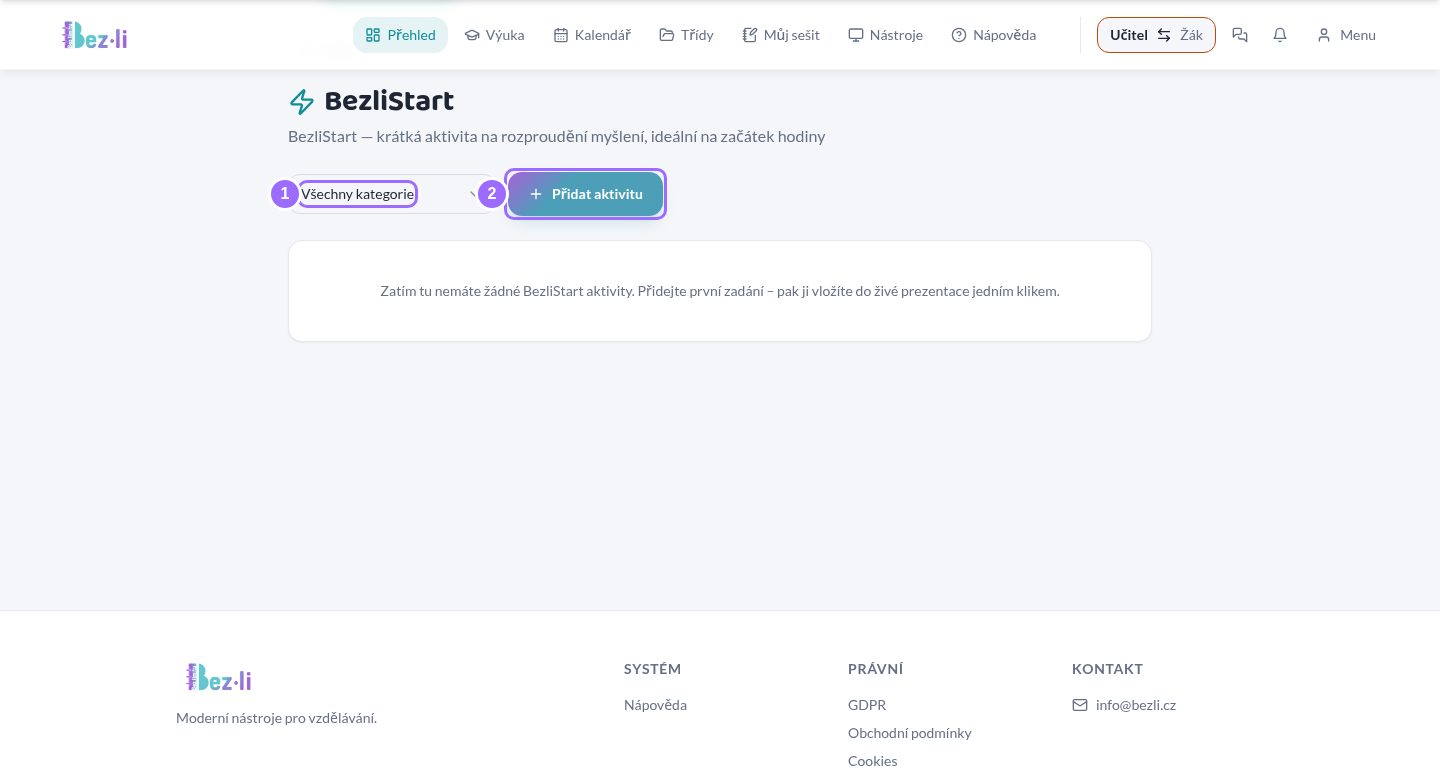 Bez·li
Přehled
Výuka
Kalendář
Třídy
Můj sešit
Nástroje
Nápověda
Učitel
Žák
Menu
BezliStart
BezliStart — krátká aktivita na rozproudění myšlení, ideální na začátek hodiny
1
Všechny kategorie
2
Přidat aktivitu
Zatím tu nemáte žádné BezliStart aktivity. Přidejte první zadání – pak ji vložíte do živé prezentace jedním klikem.
Bez·li
Moderní nástroje pro vzdělávání.
SYSTÉM
Nápověda
PRÁVNÍ
GDPR
Obchodní podmínky
Cookies
KONTAKT
info@bezli.cz